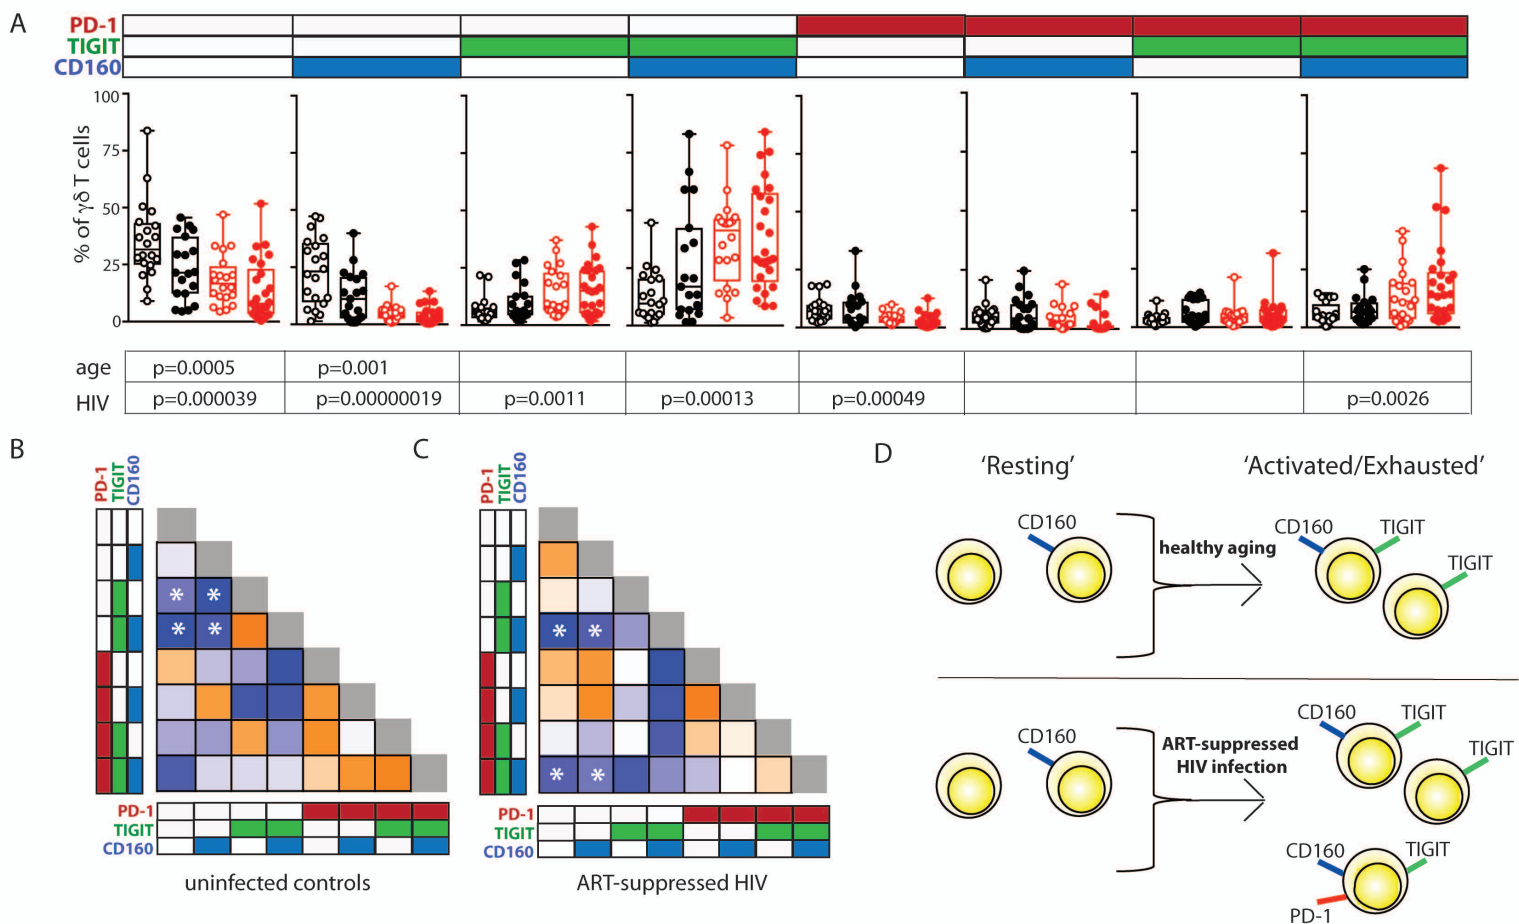 A
PD-1
TIGIT
CD160
% of γδ T cells
100
75
50
25
0
age p=0.0005 p=0.001
HIV p=0.000039 p=0.00000019 p=0.0011 p=0.00013 p=0.00049 p=0.0026
B
PD-1
TIGIT
CD160
* *
* *
PD-1
TIGIT
CD160
uninfected controls
C
PD-1
TIGIT
CD160
* *
* *
PD-1
TIGIT
CD160
ART-suppressed HIV
D
‘Resting’ ‘Activated/Exhausted’
CD160
healthy aging
CD160 TIGIT
TIGIT
CD160
ART-suppressed
HIV infection
CD160 TIGIT
TIGIT
CD160 TIGIT
PD-1